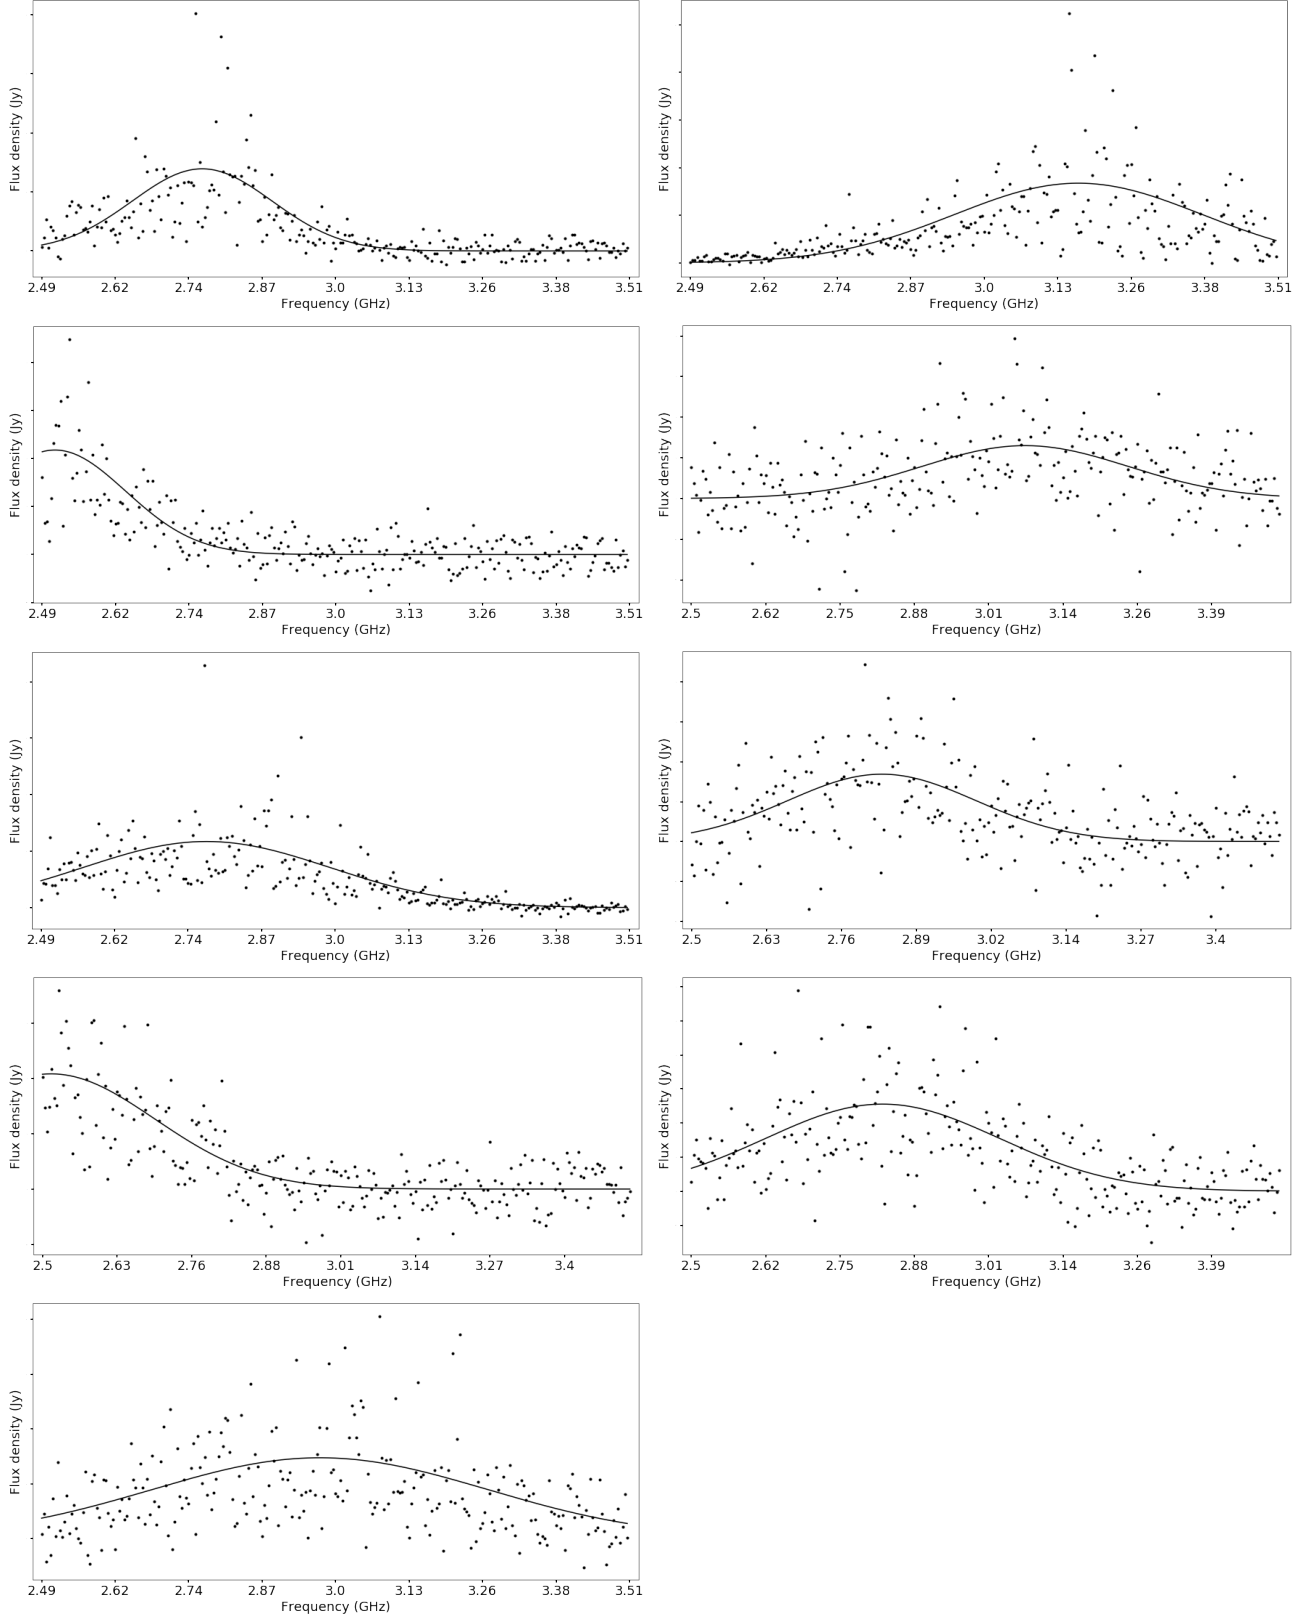 Flux density (Jy)
2.49 2.62 2.74 2.87 3.0 3.13 3.26 3.38 3.51
Frequency (GHz)
Flux density (Jy)
2.49 2.62 2.74 2.87 3.0 3.13 3.26 3.38 3.51
Frequency (GHz)
Flux density (Jy)
2.49 2.62 2.74 2.87 3.0 3.13 3.26 3.38 3.51
Frequency (GHz)
Flux density (Jy)
2.5 2.62 2.75 2.88 3.01 3.14 3.26 3.39
Frequency (GHz)
Flux density (Jy)
2.49 2.62 2.74 2.87 3.0 3.13 3.26 3.38 3.51
Frequency (GHz)
Flux density (Jy)
2.5 2.63 2.76 2.89 3.02 3.14 3.27 3.4
Frequency (GHz)
Flux density (Jy)
2.5 2.63 2.76 2.88 3.01 3.14 3.27 3.4
Frequency (GHz)
Flux density (Jy)
2.5 2.62 2.75 2.88 3.01 3.14 3.26 3.39
Frequency (GHz)
Flux density (Jy)
2.49 2.62 2.74 2.87 3.0 3.13 3.26 3.38 3.51
Frequency (GHz)